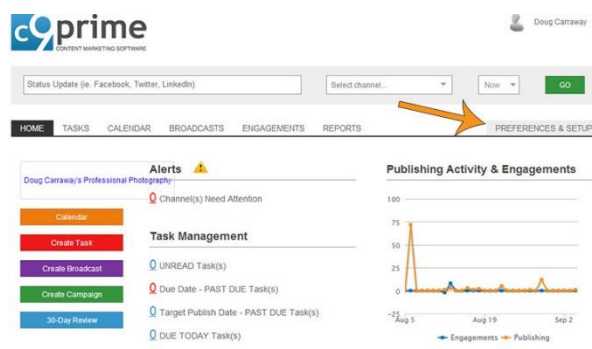 c9prime
CONTENT MARKETING SOFTWARE
Doug Carraway
Status Update (ie. Facebook, Twitter, LinkedIn)
Select channel...
Now
GO
HOME TASKS CALENDAR BROADCASTS ENGAGEMENTS REPORTS PREFERENCES & SETUP
Doug Carraway's Professional Photography
Calendar
Create Task
Create Broadcast
Create Campaign
30-Day Review
Alerts
0 Channel(s) Need Attention
Task Management
0 UNREAD Task(s)
0 Due Date - PAST DUE Task(s)
0 Target Publish Date - PAST DUE Task(s)
0 DUE TODAY Task(s)
Publishing Activity & Engagements
100
75
50
25
0
-25
Aug 5 Aug 19 Sep 2
Engagements Publishing